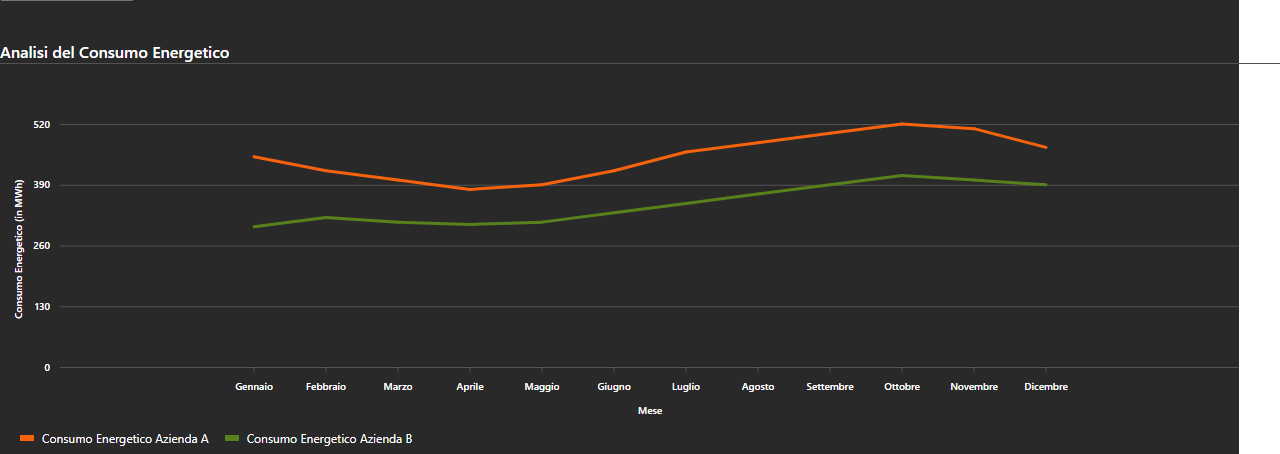 Analisi del Consumo Energetico
520
390
260
130
0
Consumo Energetico (in MWh)
Gennaio Febbraio Marzo Aprile Maggio Giugno Luglio Agosto Settembre Ottobre Novembre Dicembre
Mese
Consumo Energetico Azienda A Consumo Energetico Azienda B